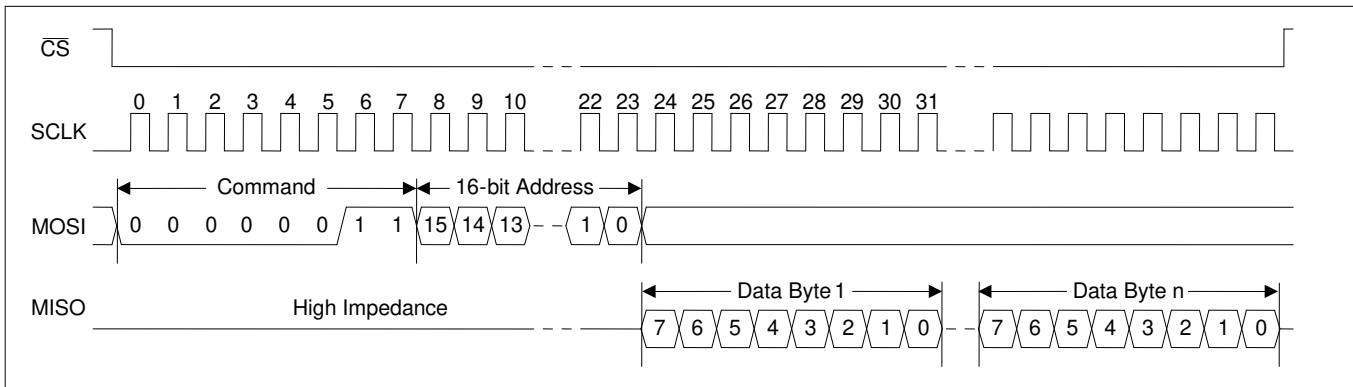 CS
0 1 2 3 4 5 6 7 8 9 10 22 23 24 25 26 27 28 29 30 31
SCLK
Command 16-bit Address
MOSI 0 0 0 0 0 0 1 1 15 14 13 1 0
Data Byte 1 Data Byte n
MISO High Impedance
7 6 5 4 3 2 1 0 7 6 5 4 3 2 1 0